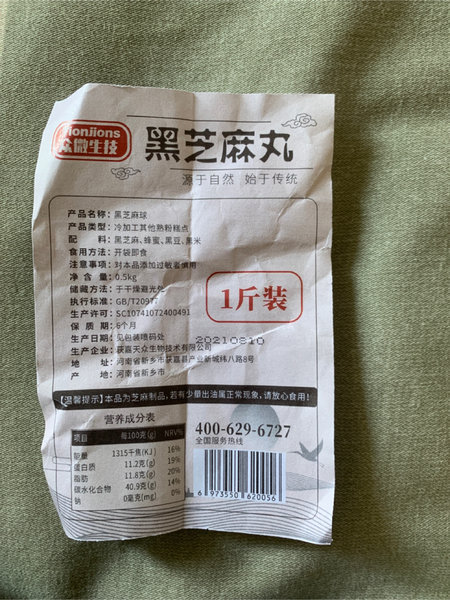 Honjions
众微生技
黑芝麻丸
源于自然 始于传统
产品名称：黑芝麻球
产品类型：冷加工其他熟粉糕点
配 料：黑芝麻、蜂蜜、黑豆、黑米
食用方法：开袋即食
注意事项：对本品添加过敏者慎用
净 含 量：0.5kg
储藏方法：于干燥避光处
执行标准：GB/T20977
生产许可：SC10741072400491
保 质 期：6个月
生产日期：见包装喷码处
20210810
生产企业：获嘉天众生物技术有限公司
地 址：河南省新乡市获嘉县产业新城纬八路8号
产 地：河南省新乡市
1斤装
【温馨提示】本品为芝麻制品，若有少量出油属正常现象，请放心食用！
营养成分表
项目 每100克(g) NRV%
能量 1315千焦(KJ) 16%
蛋白质 11.2克(g) 19%
脂肪 11.8克(g) 20%
碳水化合物 40.9克(g) 14%
钠 0毫克(mg) 0%
400-629-6727
全国服务热线
6 973550 620056